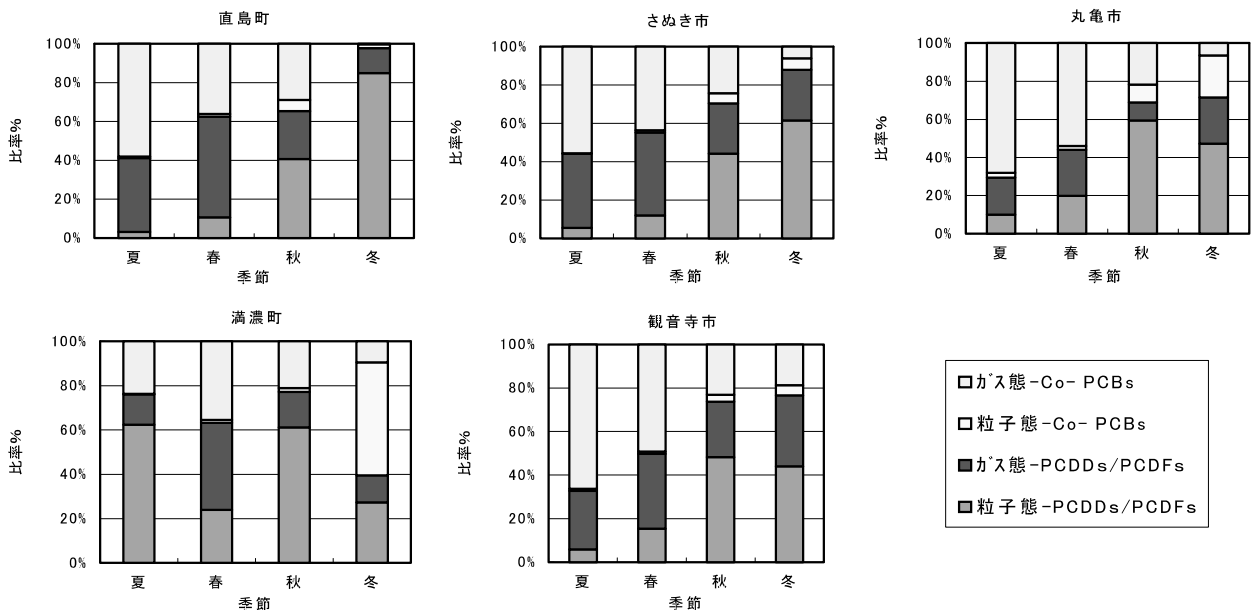 直島町
100%
80%
60%
40%
20%
0%
比率%
夏 春 秋 冬
季節
さぬき市
100%
80%
60%
40%
20%
0%
比率%
夏 春 秋 冬
季節
丸亀市
100%
80%
60%
40%
20%
0%
比率%
夏 春 秋 冬
季節
満濃町
100%
80%
60%
40%
20%
0%
比率%
夏 春 秋 冬
季節
観音寺市
100%
80%
60%
40%
20%
0%
比率%
夏 春 秋 冬
季節
ガス態-Co-PCBs
粒子態-Co-PCBs
ガス態-PCDDs/PCDFs
粒子態-PCDDs/PCDFs